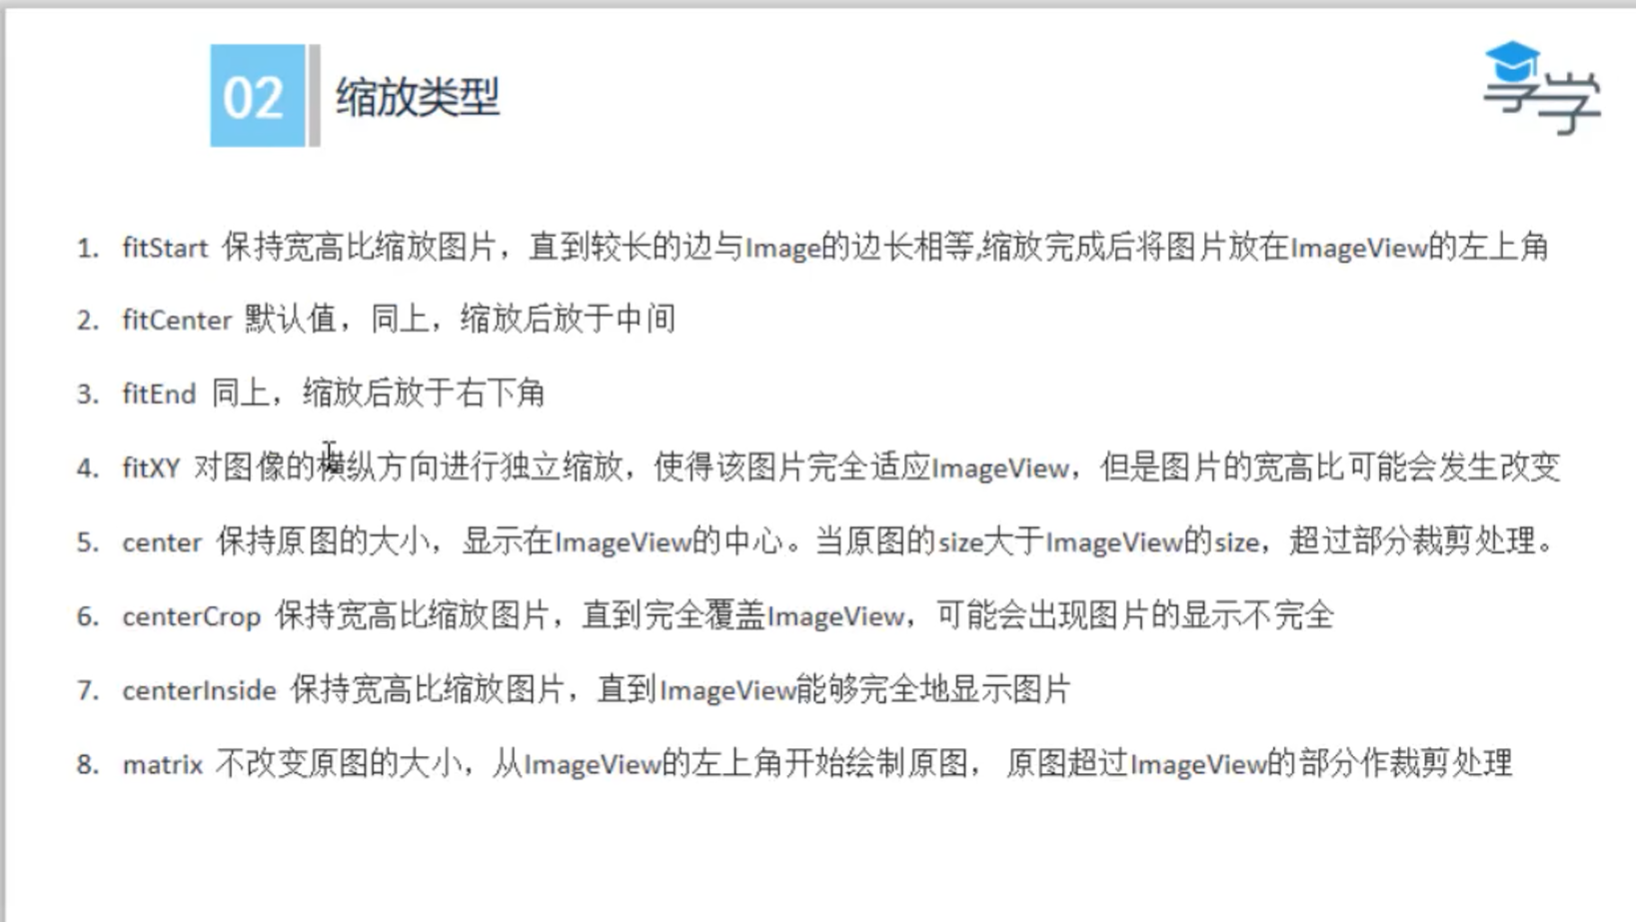 02 缩放类型
享学
1. fitStart 保持宽高比缩放图片，直到较长的边与Image的边长相等,缩放完成后将图片放在ImageView的左上角
2. fitCenter 默认值，同上，缩放后放于中间
3. fitEnd 同上，缩放后放于右下角
4. fitXY 对图像的横纵方向进行独立缩放，使得该图片完全适应ImageView，但是图片的宽高比可能会发生改变
5. center 保持原图的大小，显示在ImageView的中心。当原图的size大于ImageView的size，超过部分裁剪处理。
6. centerCrop 保持宽高比缩放图片，直到完全覆盖ImageView，可能会出现图片的显示不完全
7. centerInside 保持宽高比缩放图片，直到ImageView能够完全地显示图片
8. matrix 不改变原图的大小，从ImageView的左上角开始绘制原图， 原图超过ImageView的部分作裁剪处理